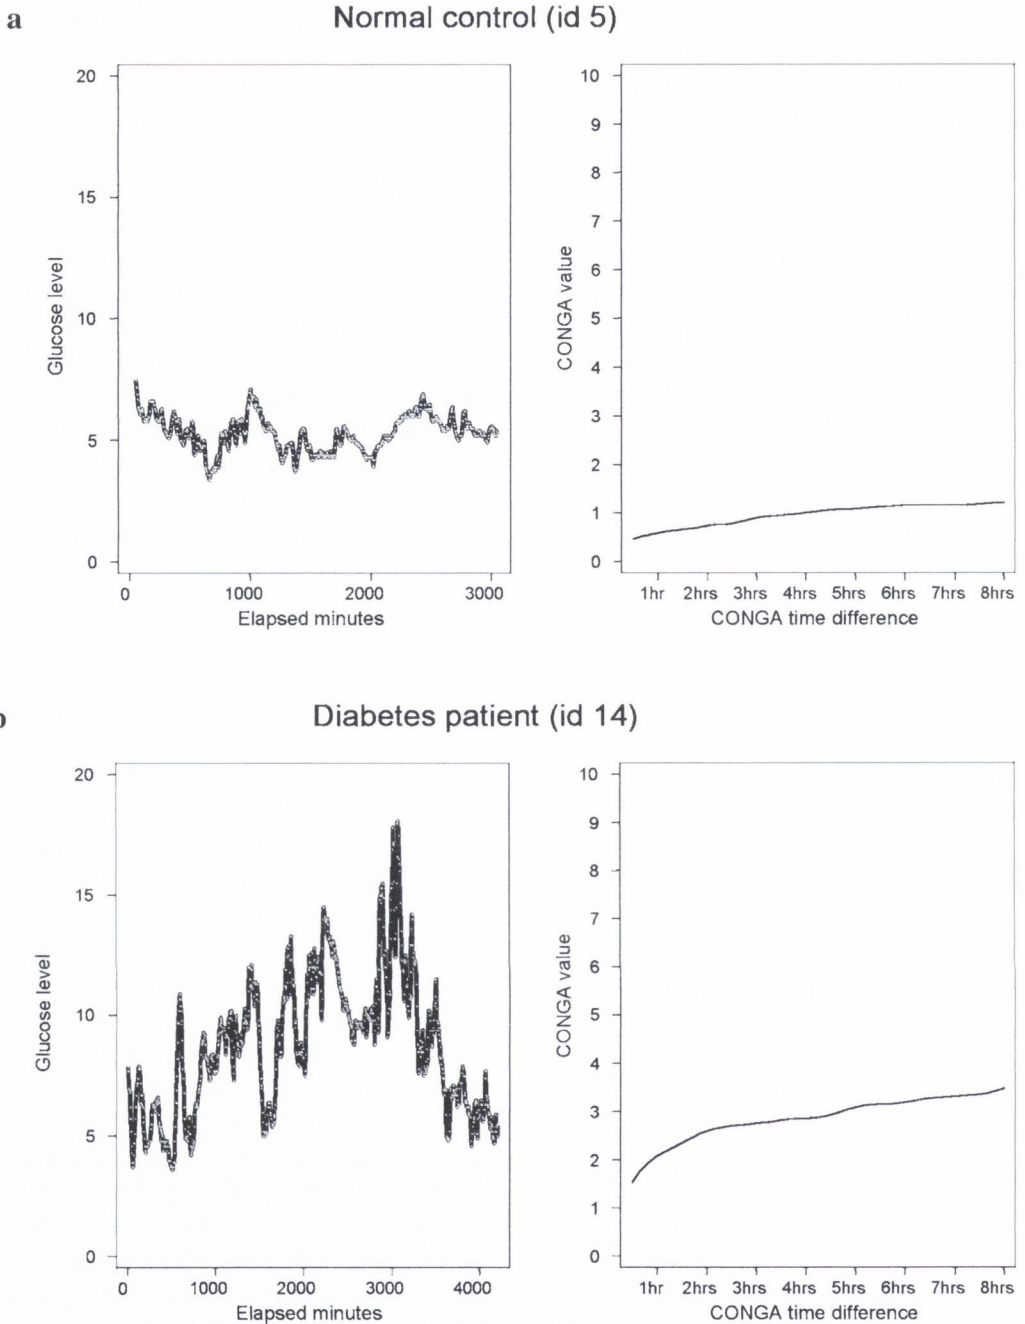 a
Normal control (id 5)
20
15
10
5
0
Glucose level
0 1000 2000 3000
Elapsed minutes
10
9
8
7
6
5
4
3
2
1
0
CONGA value
1hr 2hrs 3hrs 4hrs 5hrs 6hrs 7hrs 8hrs
CONGA time difference
b
Diabetes patient (id 14)
20
15
10
5
0
Glucose level
0 1000 2000 3000 4000
Elapsed minutes
10
9
8
7
6
5
4
3
2
1
0
CONGA value
1hr 2hrs 3hrs 4hrs 5hrs 6hrs 7hrs 8hrs
CONGA time difference